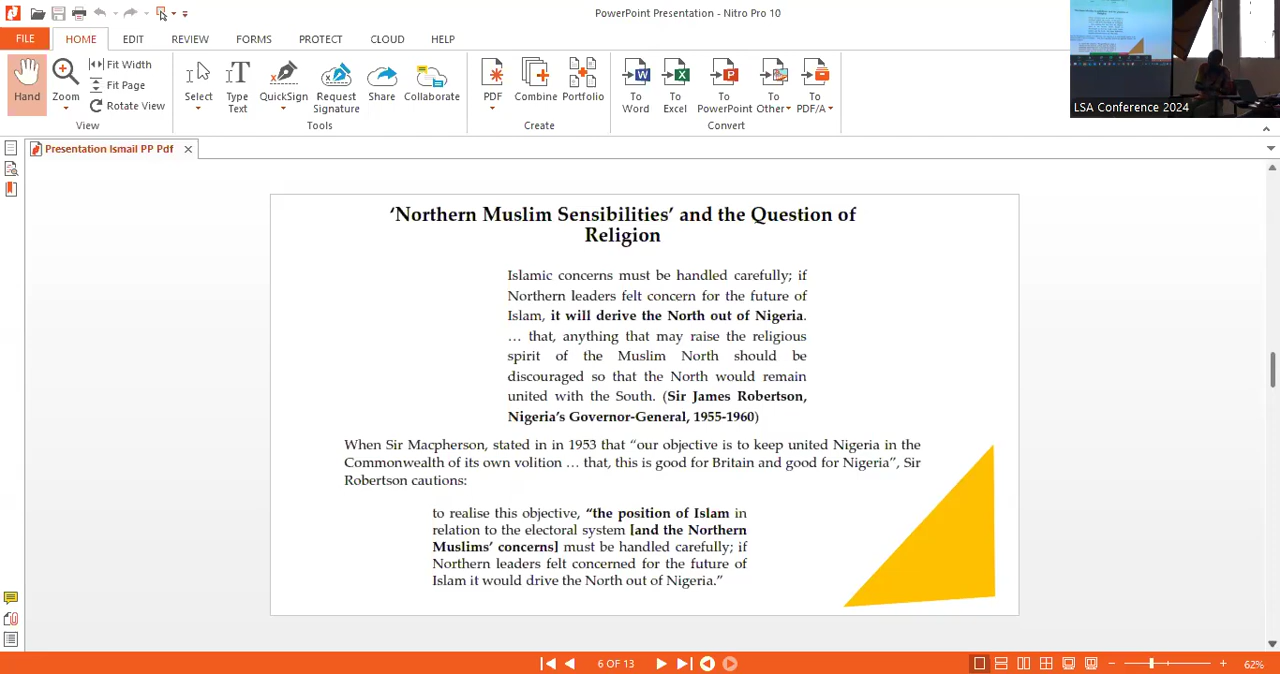 PowerPoint Presentation - Nitro Pro 10
FILE
HOME
EDIT
REVIEW
FORMS
PROTECT
CLOUD
HELP
Hand
Zoom
Fit Width
Fit Page
Rotate View
View
Select
Type Text
QuickSign
Request Signature
Share
Collaborate
Tools
PDF
Combine
Portfolio
Create
To Word
To Excel
To PowerPoint
To Other
To PDF/A
Convert
LSA Conference 2024
Presentation Ismail PP Pdf
‘Northern Muslim Sensibilities’ and the Question of
Religion
Islamic concerns must be handled carefully; if
Northern leaders felt concern for the future of
Islam, it will derive the North out of Nigeria.
… that, anything that may raise the religious
spirit of the Muslim North should be
discouraged so that the North would remain
united with the South. (Sir James Robertson,
Nigeria’s Governor-General, 1955-1960)
When Sir Macpherson, stated in in 1953 that “our objective is to keep united Nigeria in the
Commonwealth of its own volition … that, this is good for Britain and good for Nigeria”, Sir
Robertson cautions:
to realise this objective, “the position of Islam in
relation to the electoral system [and the Northern
Muslims’ concerns] must be handled carefully; if
Northern leaders felt concerned for the future of
Islam it would drive the North out of Nigeria.”
6 OF 13
62%